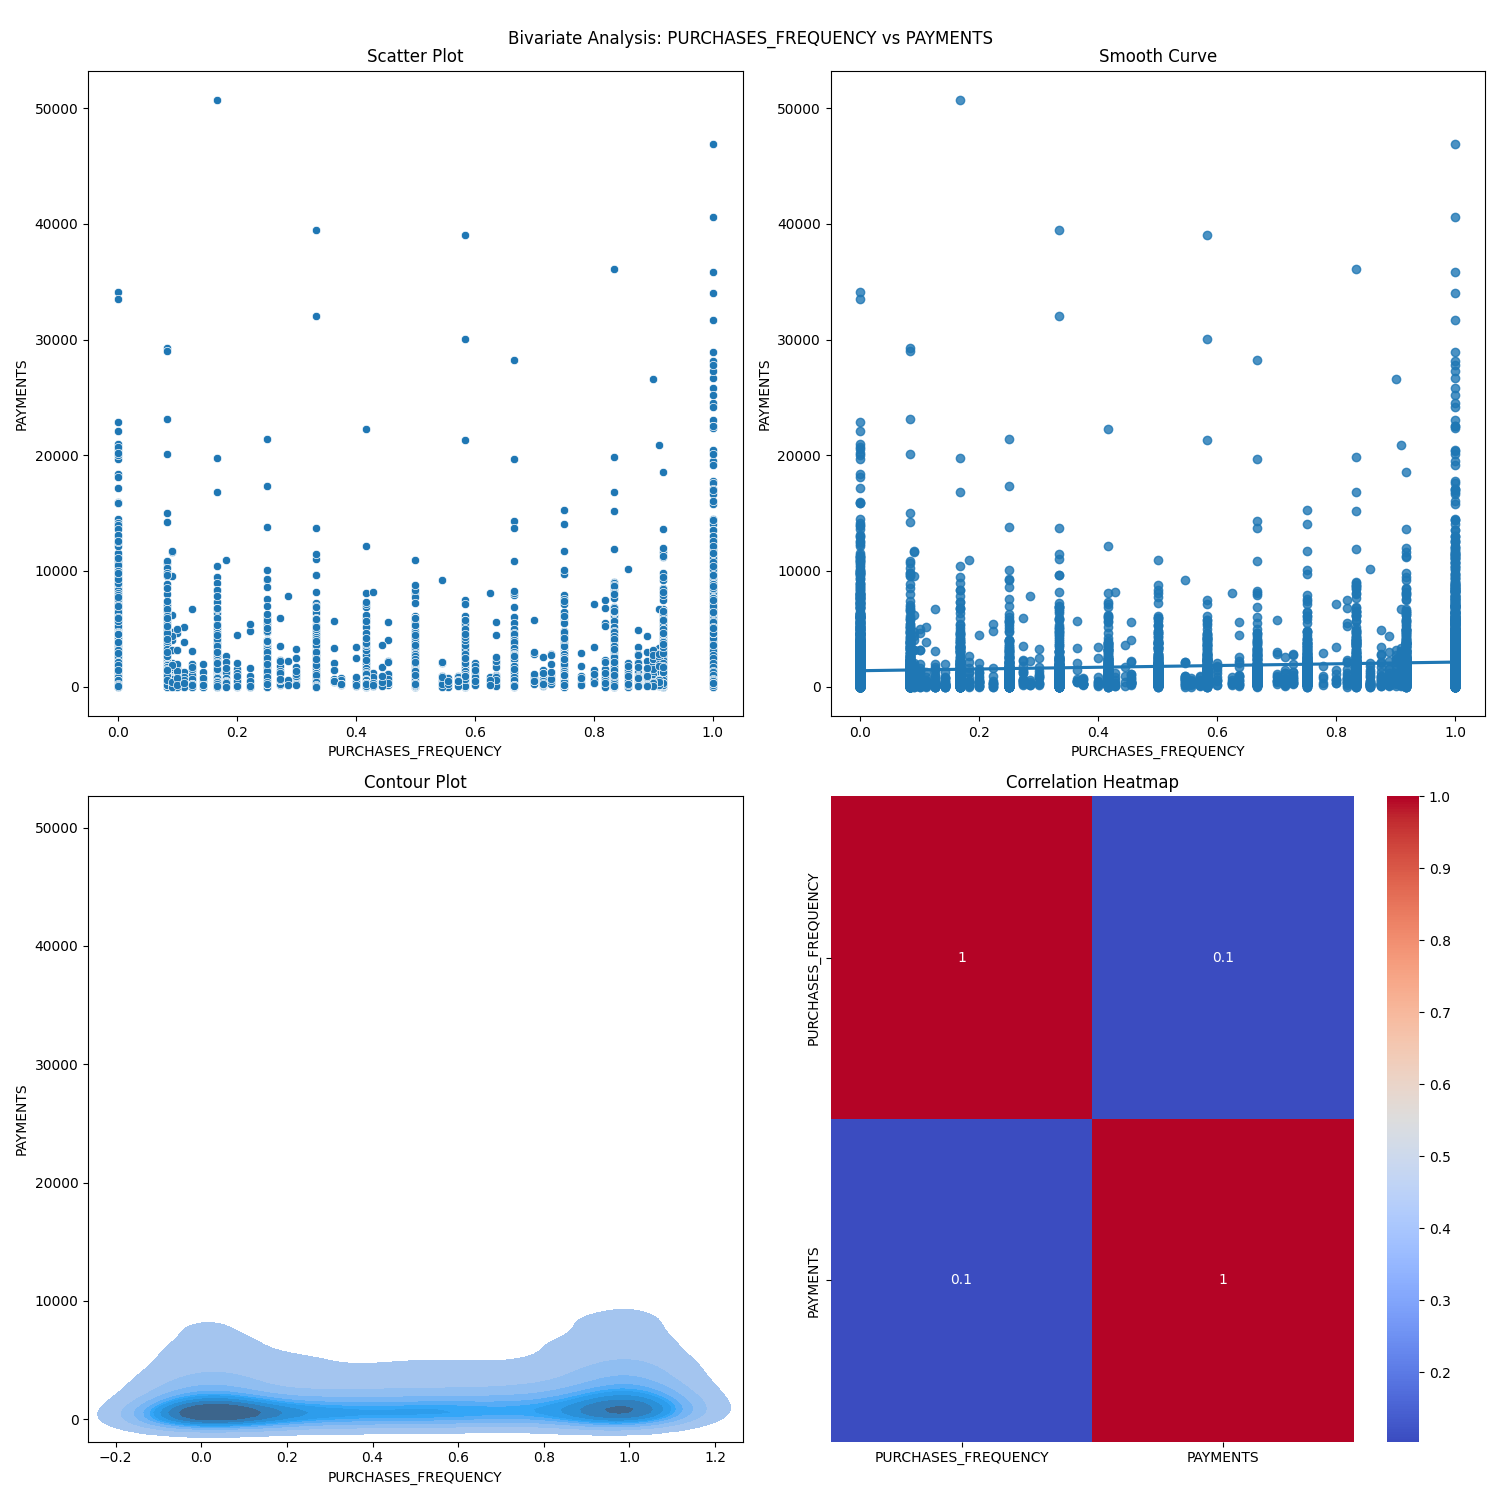 Bivariate Analysis: PURCHASES_FREQUENCY vs PAYMENTS
Scatter Plot
50000
40000
30000
20000
10000
0
PAYMENTS
0.0 0.2 0.4 0.6 0.8 1.0
PURCHASES_FREQUENCY
Smooth Curve
50000
40000
30000
20000
10000
0
PAYMENTS
0.0 0.2 0.4 0.6 0.8 1.0
PURCHASES_FREQUENCY
Contour Plot
50000
40000
30000
20000
10000
0
PAYMENTS
−0.2 0.0 0.2 0.4 0.6 0.8 1.0 1.2
PURCHASES_FREQUENCY
Correlation Heatmap
PURCHASES_FREQUENCY
PAYMENTS
1 0.1
0.1 1
PURCHASES_FREQUENCY PAYMENTS
1.0
0.9
0.8
0.7
0.6
0.5
0.4
0.3
0.2